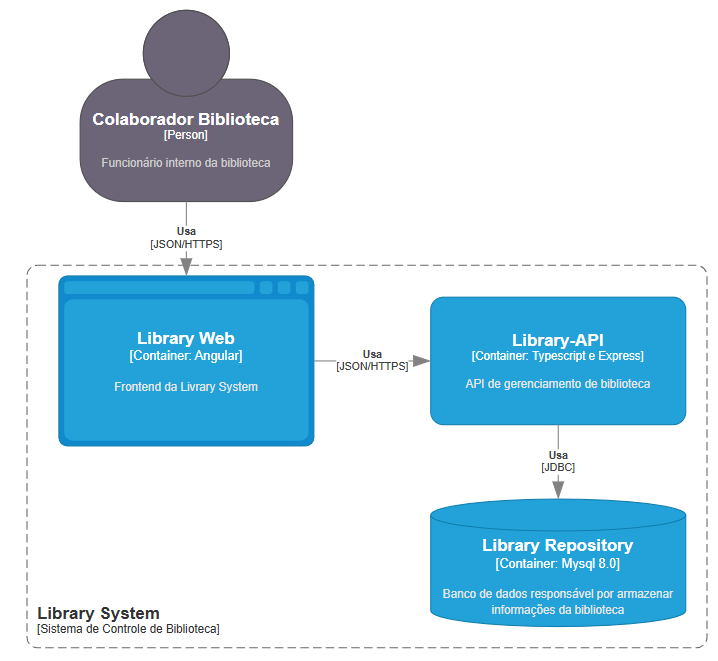 Colaborador Biblioteca
[Person]
Funcionário interno da biblioteca
Usa
[JSON/HTTPS]
Library Web
[Container: Angular]
Frontend da Livrary System
Usa
[JSON/HTTPS]
Library-API
[Container: Typescript e Express]
API de gerenciamento de biblioteca
Usa
[JDBC]
Library Repository
[Container: Mysql 8.0]
Banco de dados responsável por armazenar
informações da biblioteca
Library System
[Sistema de Controle de Biblioteca]